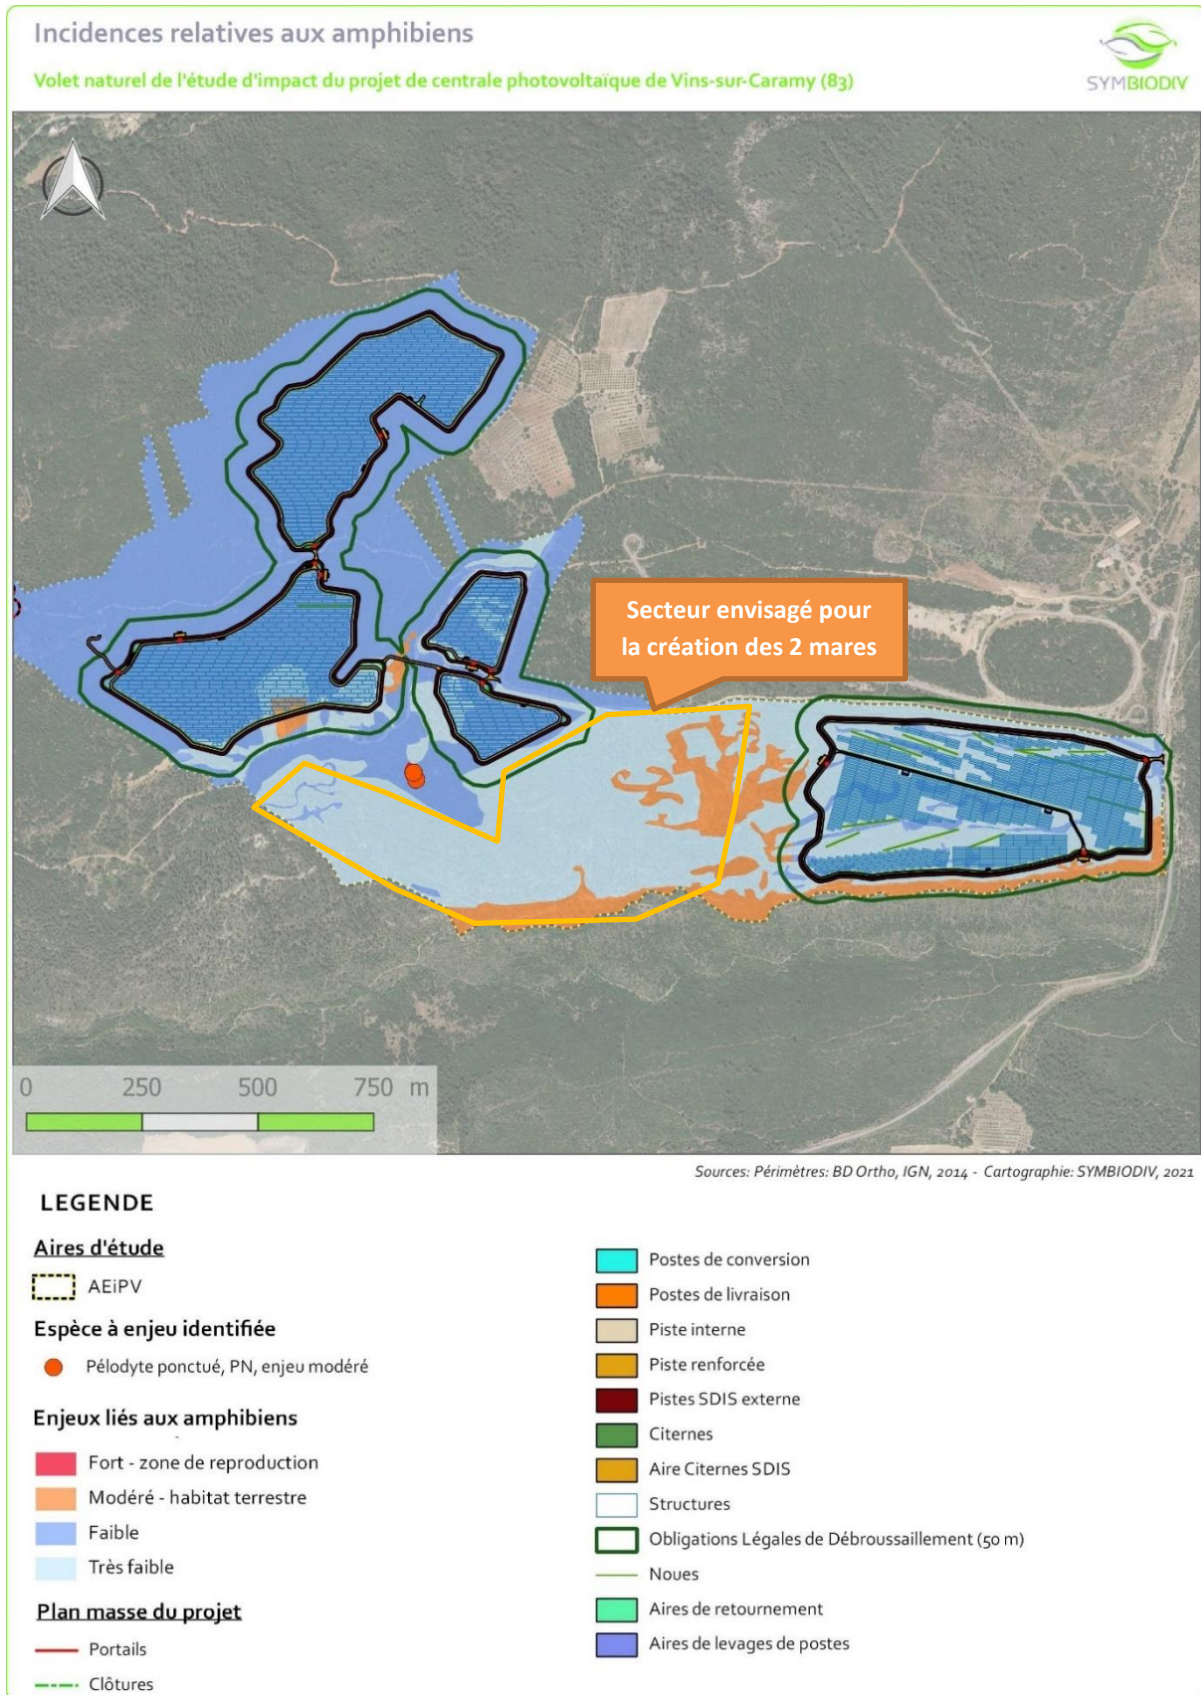 Incidences relatives aux amphibiens
Volet naturel de l'étude d'impact du projet de centrale photovoltaïque de Vins-sur-Caramy (83)
SYMBIODIV
Secteur envisagé pour
la création des 2 mares
0 250 500 750 m
Sources: Périmètres: BD Ortho, IGN, 2014 - Cartographie: SYMBIODIV, 2021
LEGENDE
Aires d'étude
AEiPV
Espèce à enjeu identifiée
Pélodyte ponctué, PN, enjeu modéré
Enjeux liés aux amphibiens
Fort - zone de reproduction
Modéré - habitat terrestre
Faible
Très faible
Plan masse du projet
Portails
Clôtures
Postes de conversion
Postes de livraison
Piste interne
Piste renforcée
Pistes SDIS externe
Citernes
Aire Citernes SDIS
Structures
Obligations Légales de Débroussaillement (50 m)
Noues
Aires de retournement
Aires de levages de postes